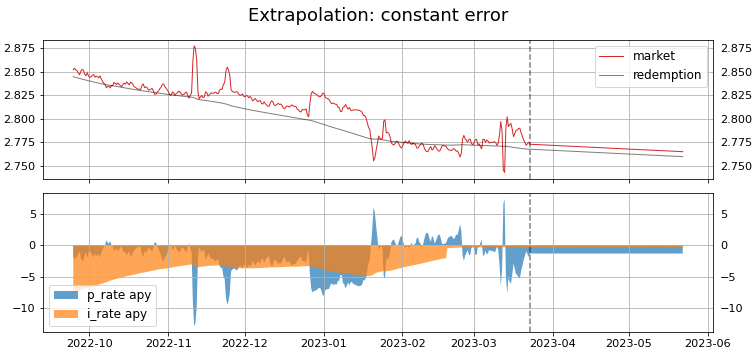 Extrapolation: constant error
2.875 2.875
2.850 2.850
2.825 2.825
2.800 2.800
2.775 2.775
2.750 2.750
market
redemption
5 5
0 0
−5 −5
−10 −10
p_rate apy
i_rate apy
2022-10 2022-11 2022-12 2023-01 2023-02 2023-03 2023-04 2023-05 2023-06